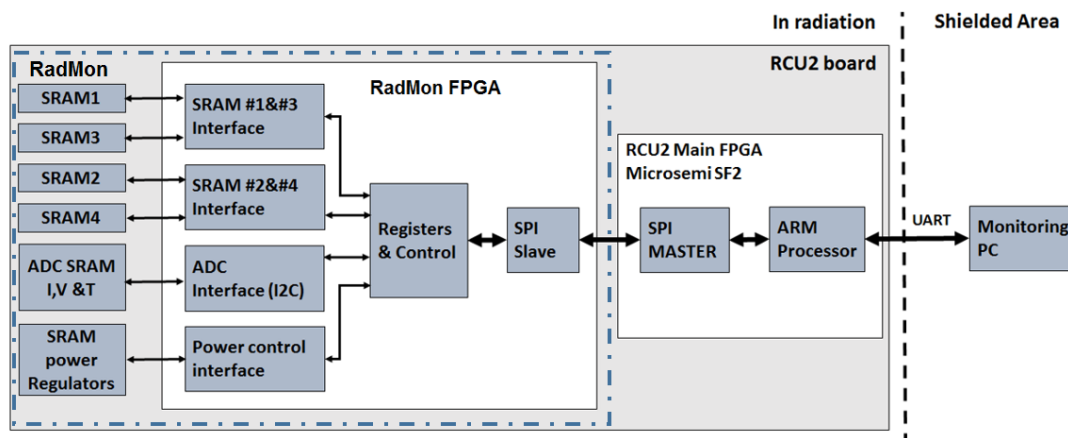 In radiation
Shielded Area
RadMon
RCU2 board
RadMon FPGA
SRAM1
SRAM3
SRAM2
SRAM4
ADC SRAM
I,V &T
SRAM
power
Regulators
SRAM #1&#3
Interface
SRAM #2&#4
Interface
ADC
Interface (I2C)
Power control
interface
Registers
& Control
SPI
Slave
RCU2 Main FPGA
Microsemi SF2
SPI
MASTER
ARM
Processor
UART
Monitoring
PC